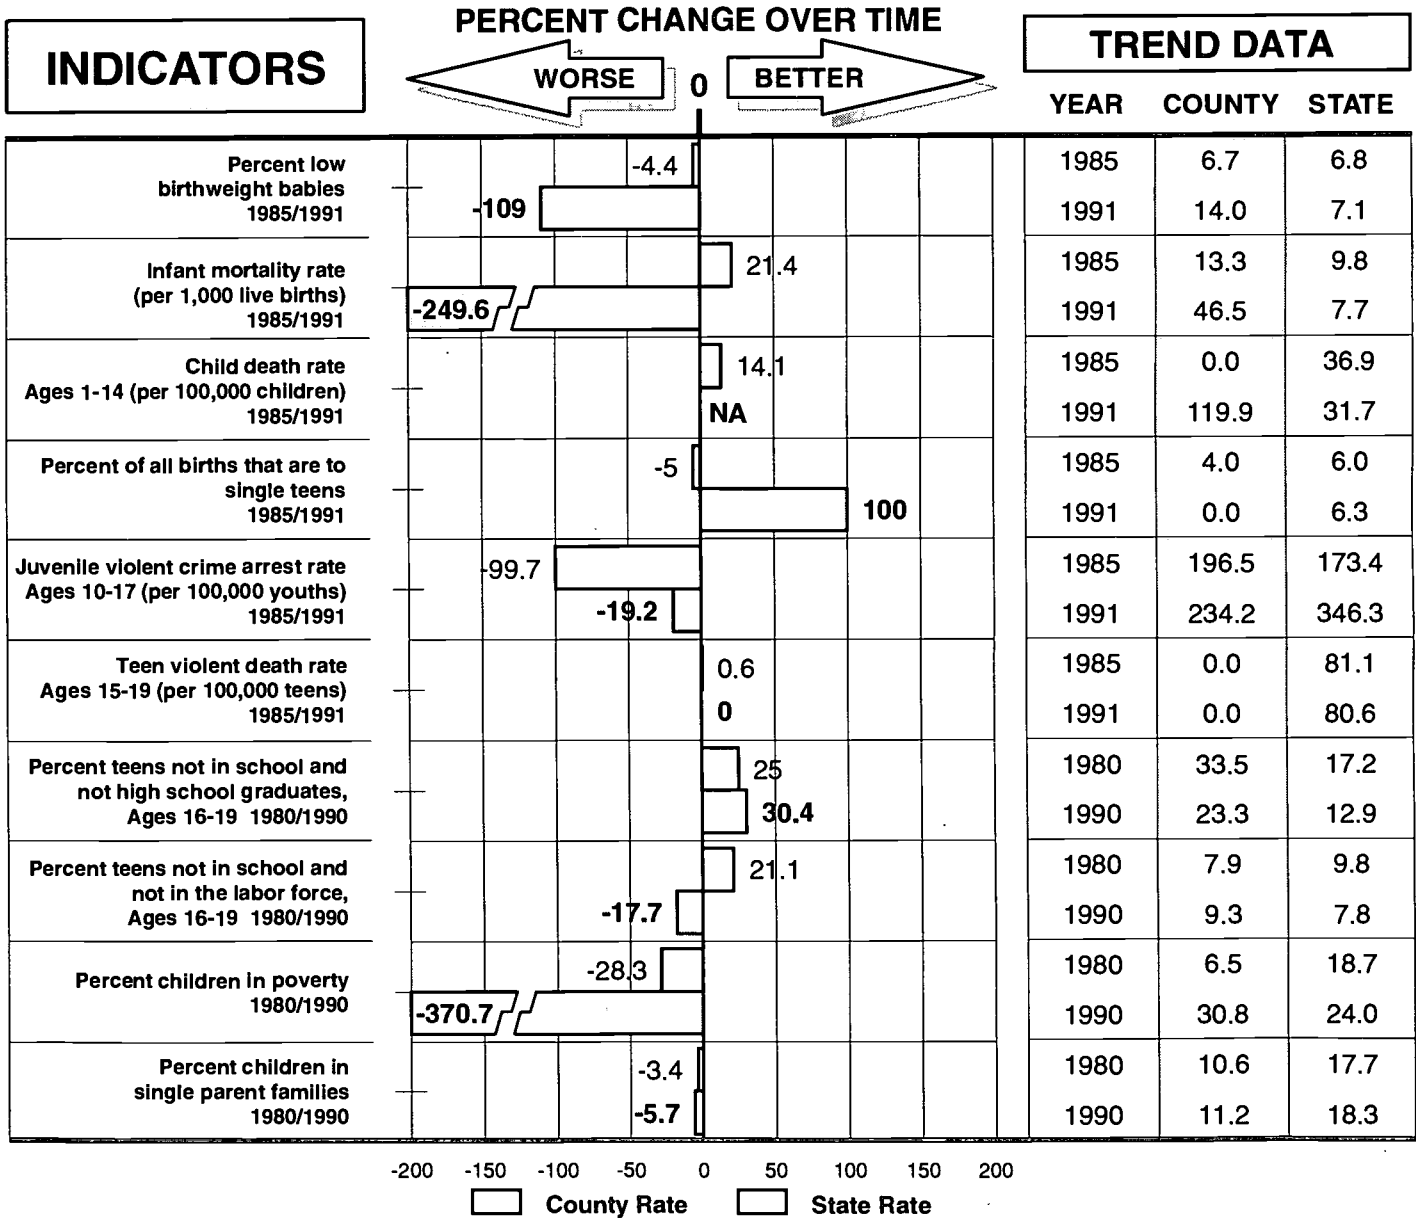 PERCENT CHANGE OVER TIME
INDICATORS
WORSE
0
BETTER
TREND DATA
YEAR COUNTY STATE
Percent low
birthweight babies
1985/1991
-4.4
-109
1985 6.7 6.8
1991 14.0 7.1
Infant mortality rate
(per 1,000 live births)
1985/1991
21.4
-249.6
1985 13.3 9.8
1991 46.5 7.7
Child death rate
Ages 1-14 (per 100,000 children)
1985/1991
14.1
NA
1985 0.0 36.9
1991 119.9 31.7
Percent of all births that are to
single teens
1985/1991
-5
100
1985 4.0 6.0
1991 0.0 6.3
Juvenile violent crime arrest rate
Ages 10-17 (per 100,000 youths)
1985/1991
-99.7
-19.2
1985 196.5 173.4
1991 234.2 346.3
Teen violent death rate
Ages 15-19 (per 100,000 teens)
1985/1991
0.6
0
1985 0.0 81.1
1991 0.0 80.6
Percent teens not in school and
not high school graduates,
Ages 16-19 1980/1990
25
30.4
1980 33.5 17.2
1990 23.3 12.9
Percent teens not in school and
not in the labor force,
Ages 16-19 1980/1990
21.1
-17.7
1980 7.9 9.8
1990 9.3 7.8
Percent children in poverty
1980/1990
-28.3
-370.7
1980 6.5 18.7
1990 30.8 24.0
Percent children in
single parent families
1980/1990
-3.4
-5.7
1980 10.6 17.7
1990 11.2 18.3
-200 -150 -100 -50 0 50 100 150 200
County Rate State Rate